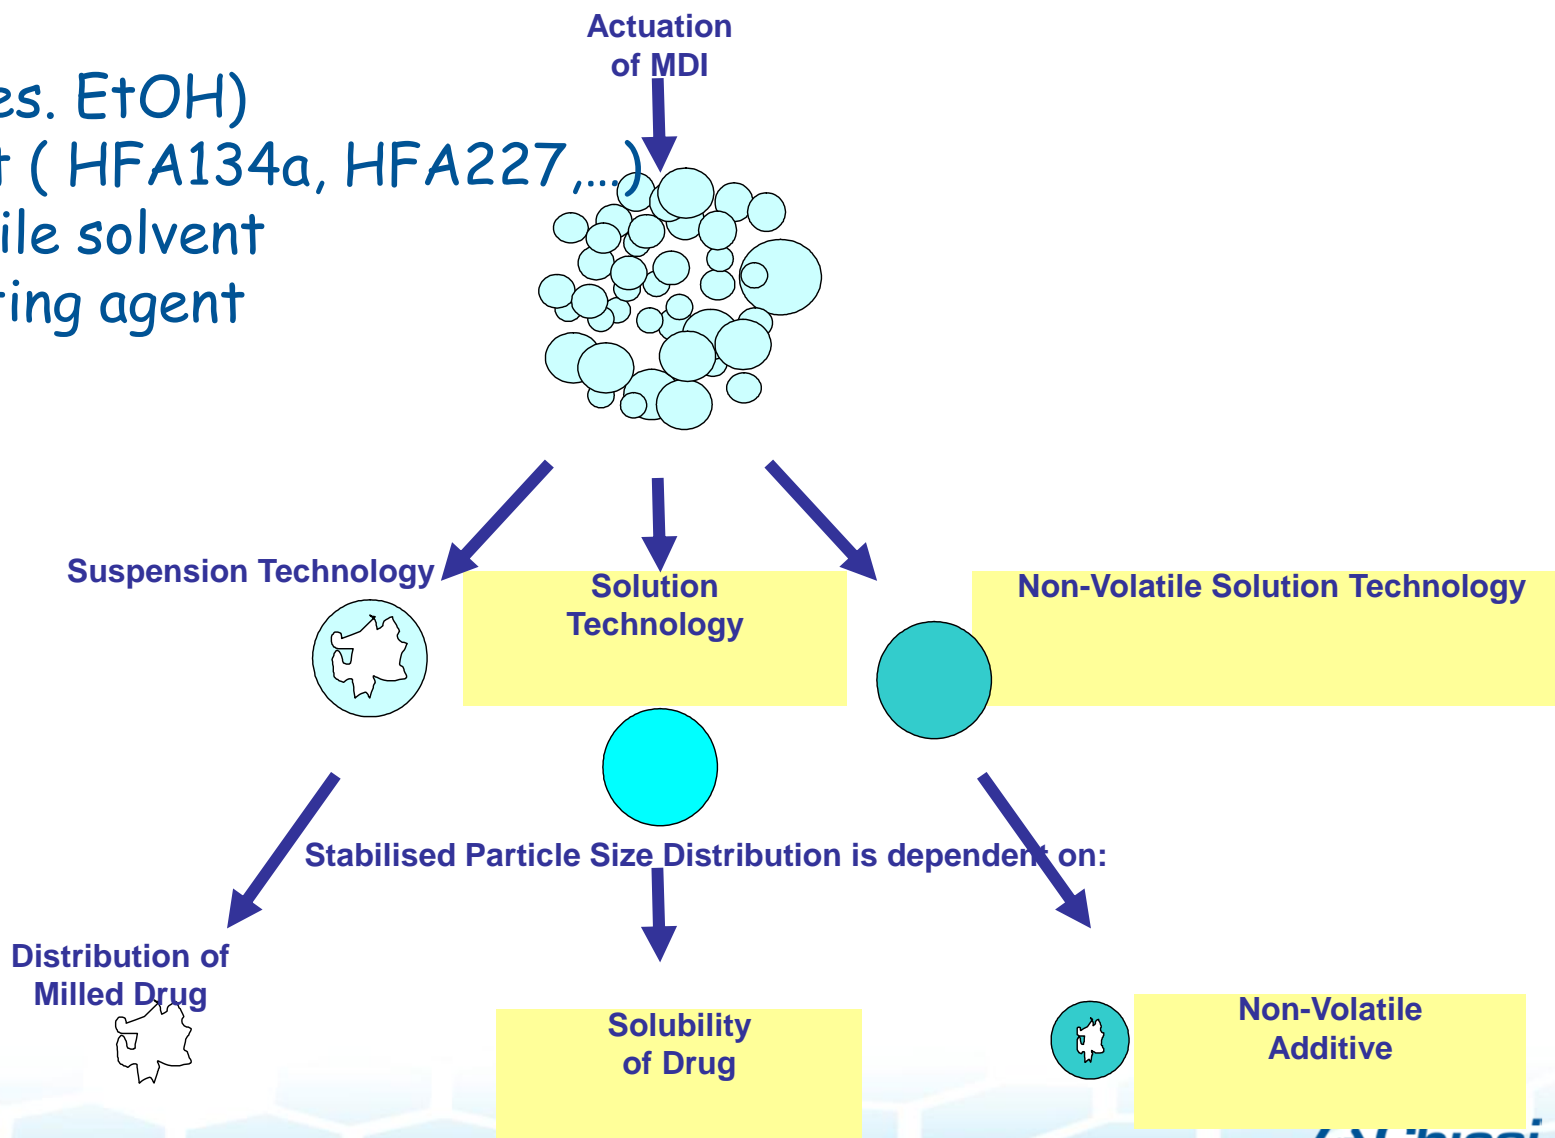 Actuation
of MDI
es. EtOH)
t ( HFA134a, HFA227,...)
ile solvent
ting agent
Suspension Technology
Solution
Technology
Non-Volatile Solution Technology
Stabilised Particle Size Distribution is dependent on:
Distribution of
Milled Drug
Solubility
of Drug
Non-Volatile
Additive